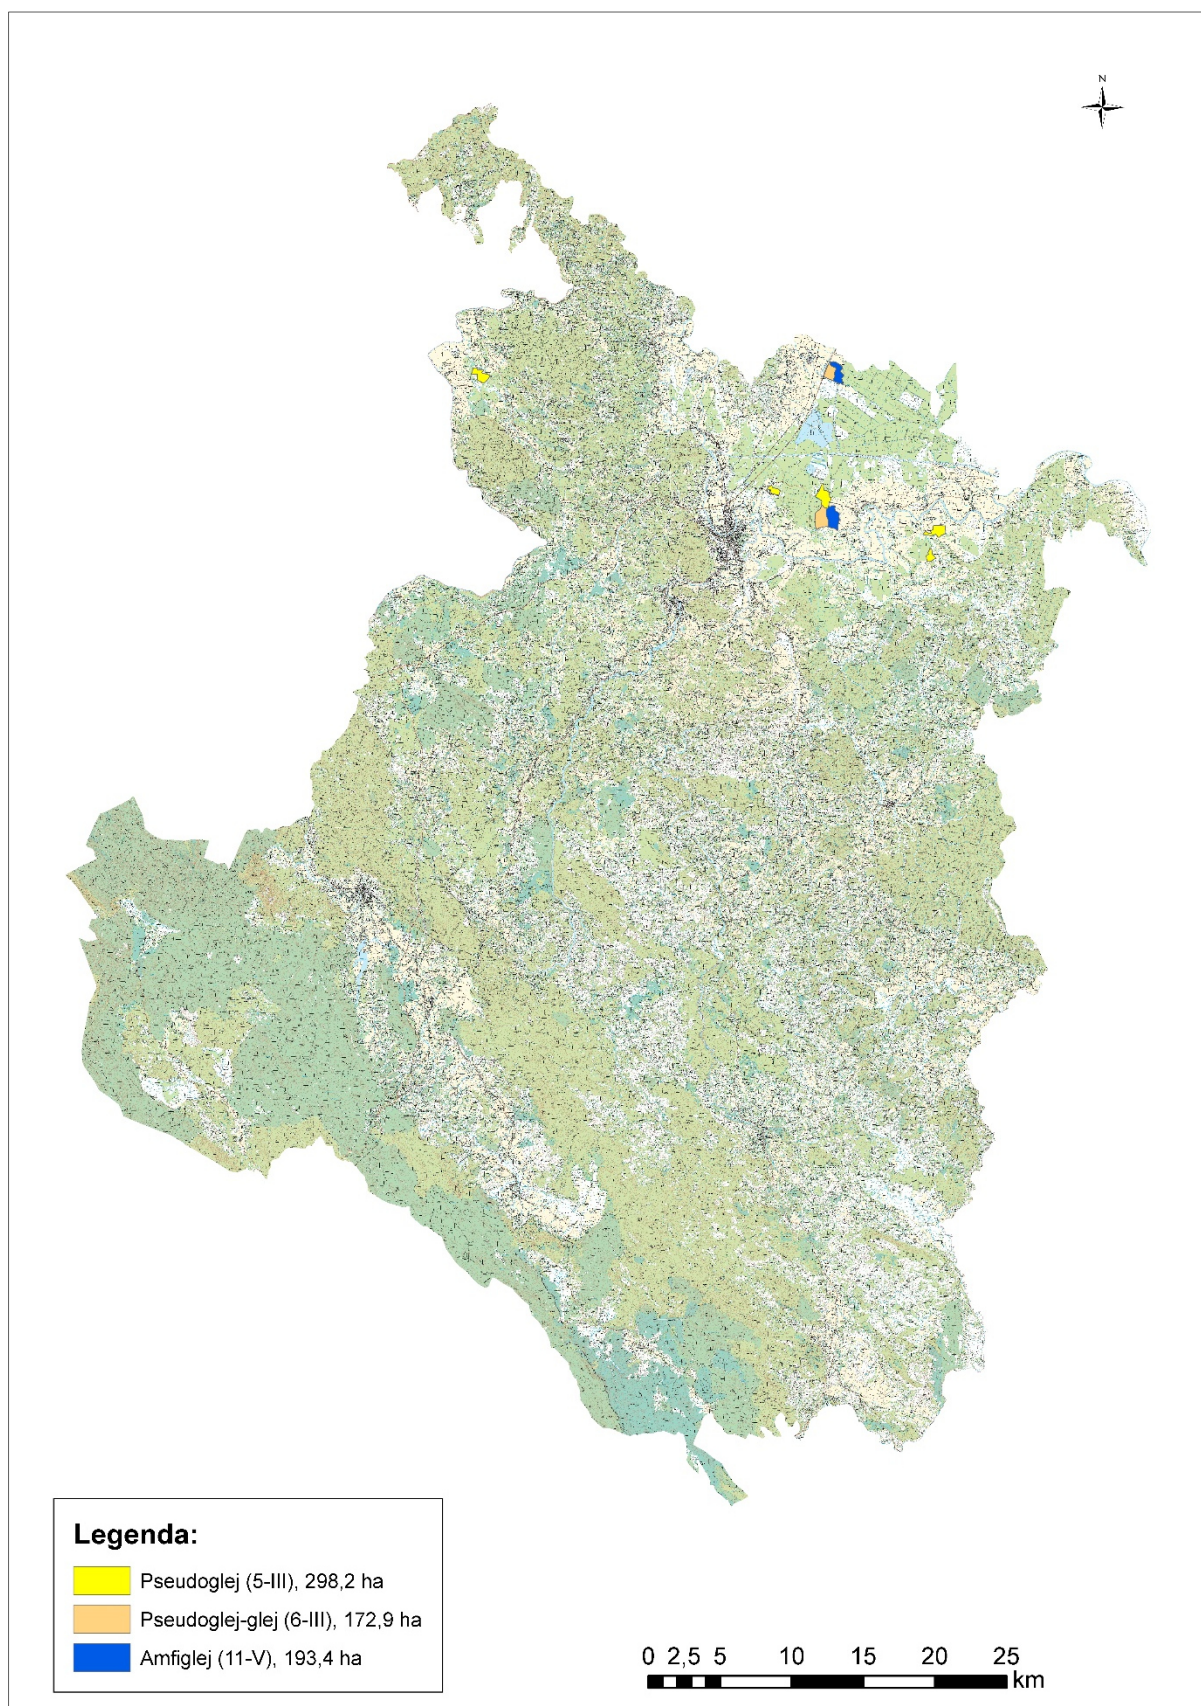 N
Legenda:
Pseudoglej (5-III), 298,2 ha
Pseudoglej-glej (6-III), 172,9 ha
Amfiglej (11-V), 193,4 ha
0 2,5 5 10 15 20 25
km